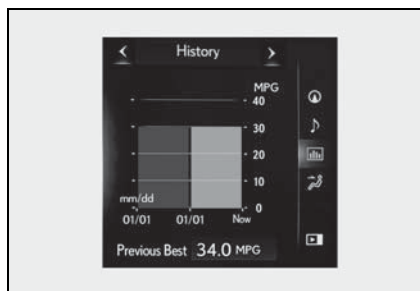 History
MPG
40
30
20
10
mm/dd
0
01/01 01/01 Now
Previous Best 34.0 MPG